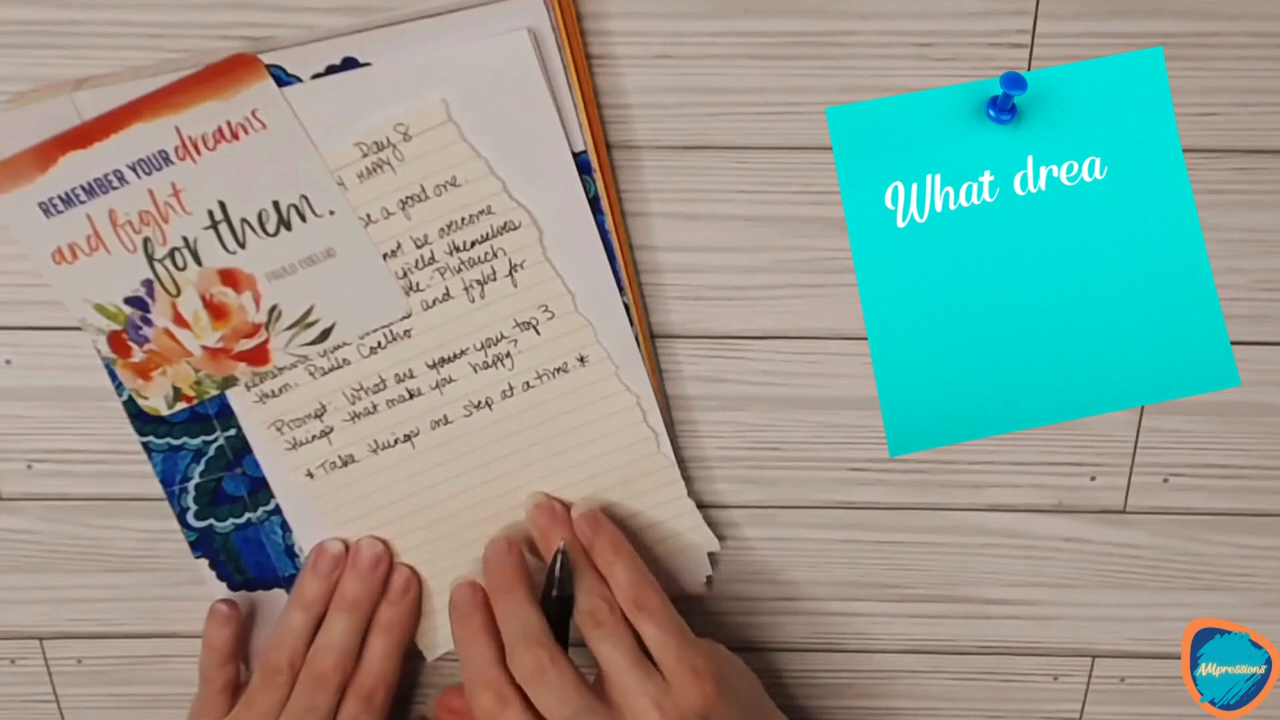 REMEMBER YOUR dreams
and fight
for them.
PAULO COELHO
Day 8
HAPPY
be a good one.
not be overcome
yield themselves
Plutarch
and fight for
them. Paulo Coelho
Prompt: What are your top 3
things that make you happy?
* Take things one step at a time. *
What drea
AMpressions